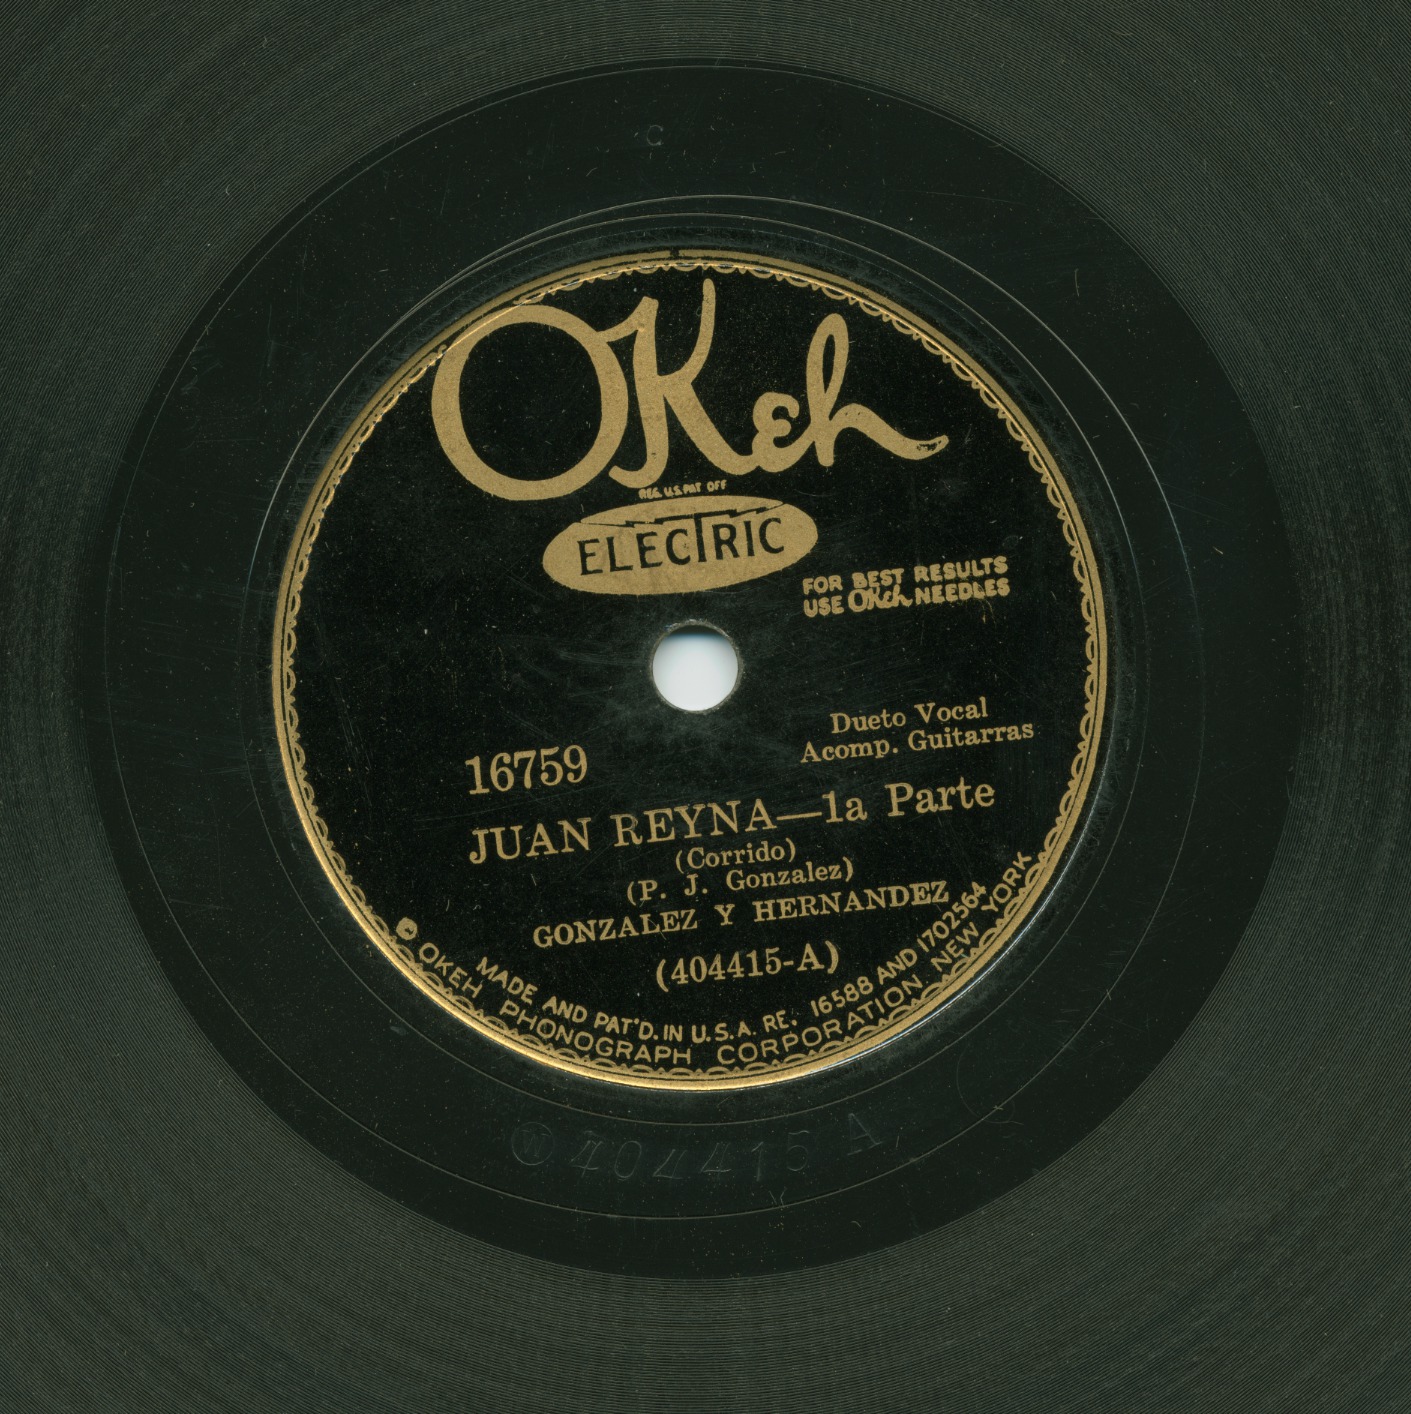 C
OKeh
REG. U.S. PAT OFF
ELECTRIC
FOR BEST RESULTS
USE OKeh NEEDLES
Dueto Vocal
Acomp. Guitarras
16759
JUAN REYNA—1a Parte
(Corrido)
(P. J. Gonzalez)
GONZALEZ Y HERNANDEZ
(404415-A)
MADE AND PAT'D. IN U.S.A. RE. 16588 AND 1702564
OKEH PHONOGRAPH CORPORATION, NEW YORK
W 404415 A